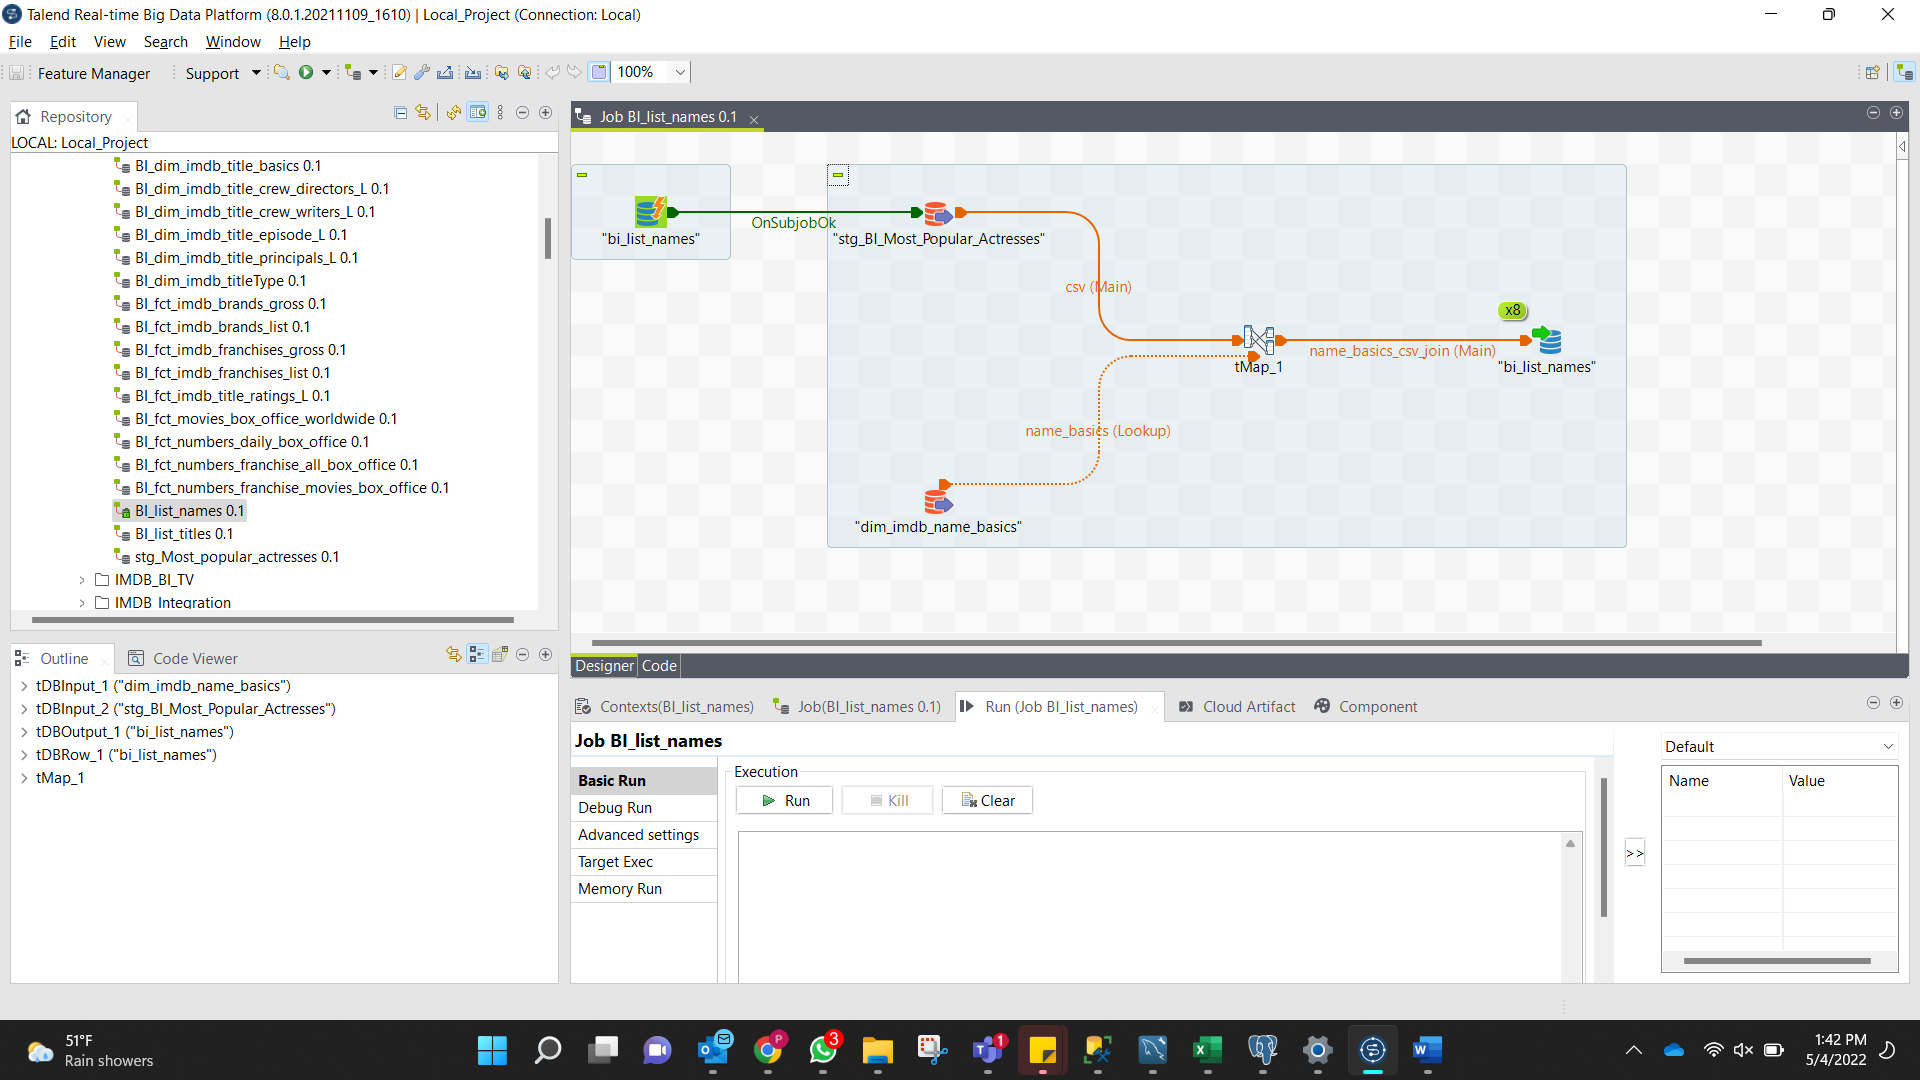 Talend Real-time Big Data Platform (8.0.1.20211109_1610) | Local_Project (Connection: Local)
File Edit View Search Window Help
Feature Manager Support 100%
Repository
LOCAL: Local_Project
BI_dim_imdb_title_basics 0.1
BI_dim_imdb_title_crew_directors_L 0.1
BI_dim_imdb_title_crew_writers_L 0.1
BI_dim_imdb_title_episode_L 0.1
BI_dim_imdb_title_principals_L 0.1
BI_dim_imdb_titleType 0.1
BI_fct_imdb_brands_gross 0.1
BI_fct_imdb_brands_list 0.1
BI_fct_imdb_franchises_gross 0.1
BI_fct_imdb_franchises_list 0.1
BI_fct_imdb_title_ratings_L 0.1
BI_fct_movies_box_office_worldwide 0.1
BI_fct_numbers_daily_box_office 0.1
BI_fct_numbers_franchise_all_box_office 0.1
BI_fct_numbers_franchise_movies_box_office 0.1
BI_list_names 0.1
BI_list_titles 0.1
stg_Most_popular_actresses 0.1
IMDB_BI_TV
IMDB_Integration
Outline Code Viewer
tDBInput_1 ("dim_imdb_name_basics")
tDBInput_2 ("stg_BI_Most_Popular_Actresses")
tDBOutput_1 ("bi_list_names")
tDBRow_1 ("bi_list_names")
tMap_1
Job BI_list_names 0.1
"bi_list_names"
OnSubjobOk
"stg_BI_Most_Popular_Actresses"
csv (Main)
x8
tMap_1
name_basics_csv_join (Main)
"bi_list_names"
name_basics (Lookup)
"dim_imdb_name_basics"
Designer Code
Contexts(BI_list_names) Job(BI_list_names 0.1) Run (Job BI_list_names) Cloud Artifact Component
Job BI_list_names
Basic Run
Debug Run
Advanced settings
Target Exec
Memory Run
Execution
Run Kill Clear
>>
Default
Name Value
51°F
Rain showers
P
3
1
1:42 PM
5/4/2022